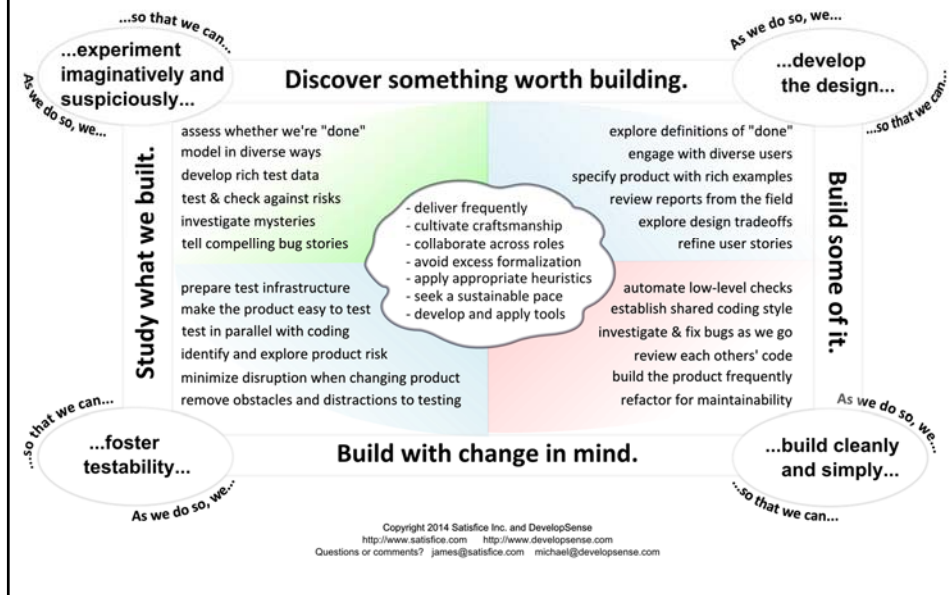 ...so that we can...
...experiment
imaginatively and
suspiciously...
As we do so, we...
Discover something worth building.
As we do so, we...
...develop
the design...
...so that we can...
Study what we built.
assess whether we're "done"
model in diverse ways
develop rich test data
test & check against risks
investigate mysteries
tell compelling bug stories
explore definitions of "done"
engage with diverse users
specify product with rich examples
review reports from the field
explore design tradeoffs
refine user stories
- deliver frequently
- cultivate craftsmanship
- collaborate across roles
- avoid excess formalization
- apply appropriate heuristics
- seek a sustainable pace
- develop and apply tools
Build some of it.
prepare test infrastructure
make the product easy to test
test in parallel with coding
identify and explore product risk
minimize disruption when changing product
remove obstacles and distractions to testing
automate low-level checks
establish shared coding style
investigate & fix bugs as we go
review each others' code
build the product frequently
refactor for maintainability
...so that we can...
...foster
testability...
As we do so, we...
Build with change in mind.
As we do so, we...
...build cleanly
and simply...
...so that we can...
Copyright 2014 Satisfice Inc. and DevelopSense
http://www.satisfice.com http://www.developsense.com
Questions or comments? james@satisfice.com michael@developsense.com